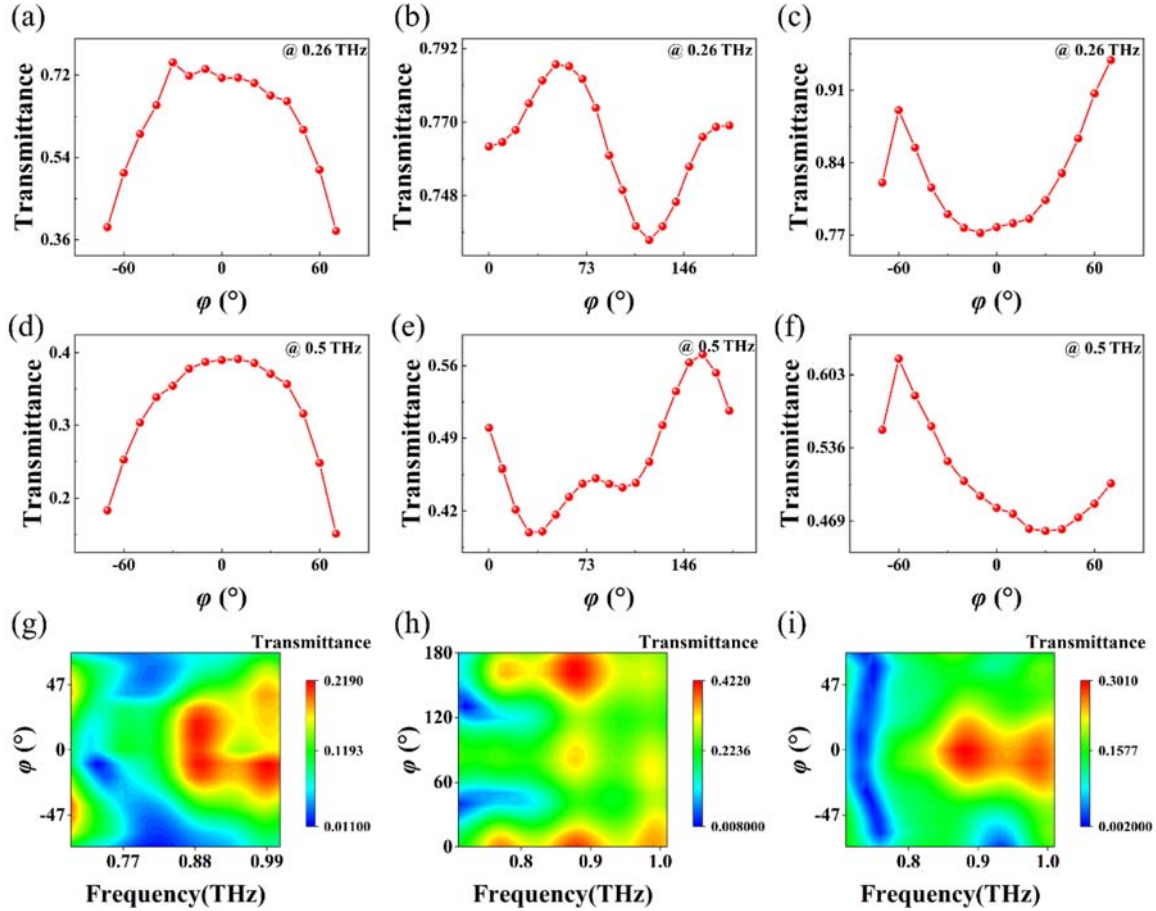 (a)
@ 0.26 THz
Transmittance
0.72
0.54
0.36
-60 0 60
φ (°)
(b)
@ 0.26 THz
Transmittance
0.792
0.770
0.748
0 73 146
φ (°)
(c)
@ 0.26 THz
Transmittance
0.91
0.84
0.77
-60 0 60
φ (°)
(d)
@ 0.5 THz
Transmittance
0.4
0.3
0.2
-60 0 60
φ (°)
(e)
@ 0.5 THz
Transmittance
0.56
0.49
0.42
0 73 146
φ (°)
(f)
@ 0.5 THz
Transmittance
0.603
0.536
0.469
-60 0 60
φ (°)
(g)
Transmittance
φ (°)
47
0
-47
0.77 0.88 0.99
Frequency(THz)
0.2190
0.1193
0.01100
(h)
Transmittance
φ (°)
180
120
60
0
0.8 0.9 1.0
Frequency(THz)
0.4220
0.2236
0.008000
(i)
Transmittance
φ (°)
47
0
-47
0.8 0.9 1.0
Frequency(THz)
0.3010
0.1577
0.002000